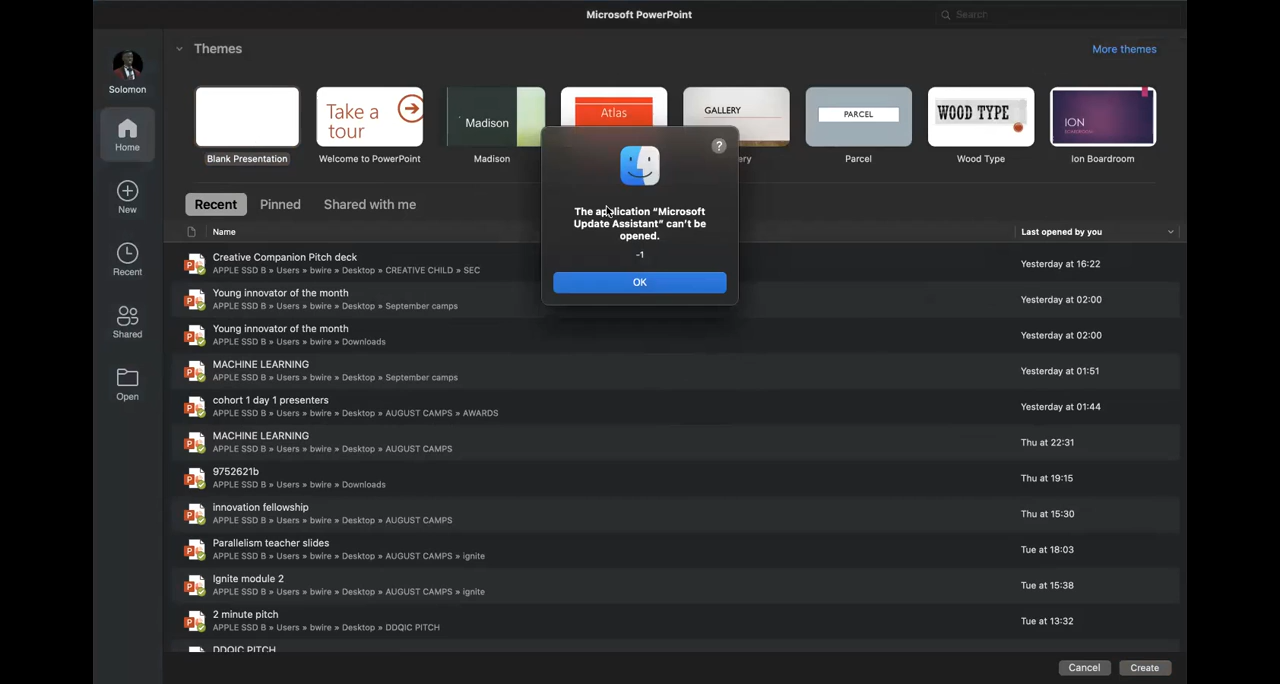 Microsoft PowerPoint
Search
Themes
More themes
Solomon
Home
New
Recent
Shared
Open
Take a
tour
Madison
Atlas
GALLERY
PARCEL
WOOD TYPE
ION
Blank Presentation
Welcome to PowerPoint
Madison
ery
Parcel
Wood Type
Ion Boardroom
?
The application “Microsoft
Update Assistant” can’t be
opened.
-1
OK
Recent Pinned Shared with me
Name Last opened by you
Creative Companion Pitch deck
APPLE SSD B » Users » bwire » Desktop » CREATIVE CHILD » SEC
Yesterday at 16:22
Young innovator of the month
APPLE SSD B » Users » bwire » Desktop » September camps
Yesterday at 02:00
Young innovator of the month
APPLE SSD B » Users » bwire » Downloads
Yesterday at 02:00
MACHINE LEARNING
APPLE SSD B » Users » bwire » Desktop » September camps
Yesterday at 01:51
cohort 1 day 1 presenters
APPLE SSD B » Users » bwire » Desktop » AUGUST CAMPS » AWARDS
Yesterday at 01:44
MACHINE LEARNING
APPLE SSD B » Users » bwire » Desktop » AUGUST CAMPS
Thu at 22:31
9752621b
APPLE SSD B » Users » bwire » Downloads
Thu at 19:15
innovation fellowship
APPLE SSD B » Users » bwire » Desktop » AUGUST CAMPS
Thu at 15:30
Parallelism teacher slides
APPLE SSD B » Users » bwire » Desktop » AUGUST CAMPS » ignite
Tue at 18:03
Ignite module 2
APPLE SSD B » Users » bwire » Desktop » AUGUST CAMPS » ignite
Tue at 15:38
2 minute pitch
APPLE SSD B » Users » bwire » Desktop » DDQIC PITCH
Tue at 13:32
DDQIC PITCH
Cancel
Create